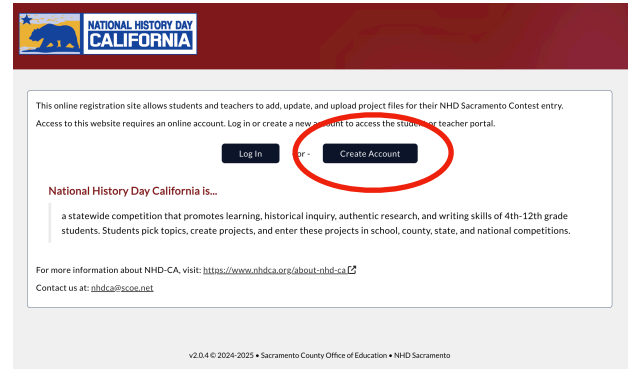 NATIONAL HISTORY DAY
CALIFORNIA
This online registration site allows students and teachers to add, update, and upload project files for their NHD Sacramento Contest entry.
Access to this website requires an online account. Log in or create a new account to access the student or teacher portal.
Log In or - Create Account
National History Day California is...
a statewide competition that promotes learning, historical inquiry, authentic research, and writing skills of 4th-12th grade
students. Students pick topics, create projects, and enter these projects in school, county, state, and national competitions.
For more information about NHD-CA, visit: https://www.nhdca.org/about-nhd-ca
Contact us at: nhdca@scoe.net
v2.0.4 © 2024-2025 • Sacramento County Office of Education • NHD Sacramento